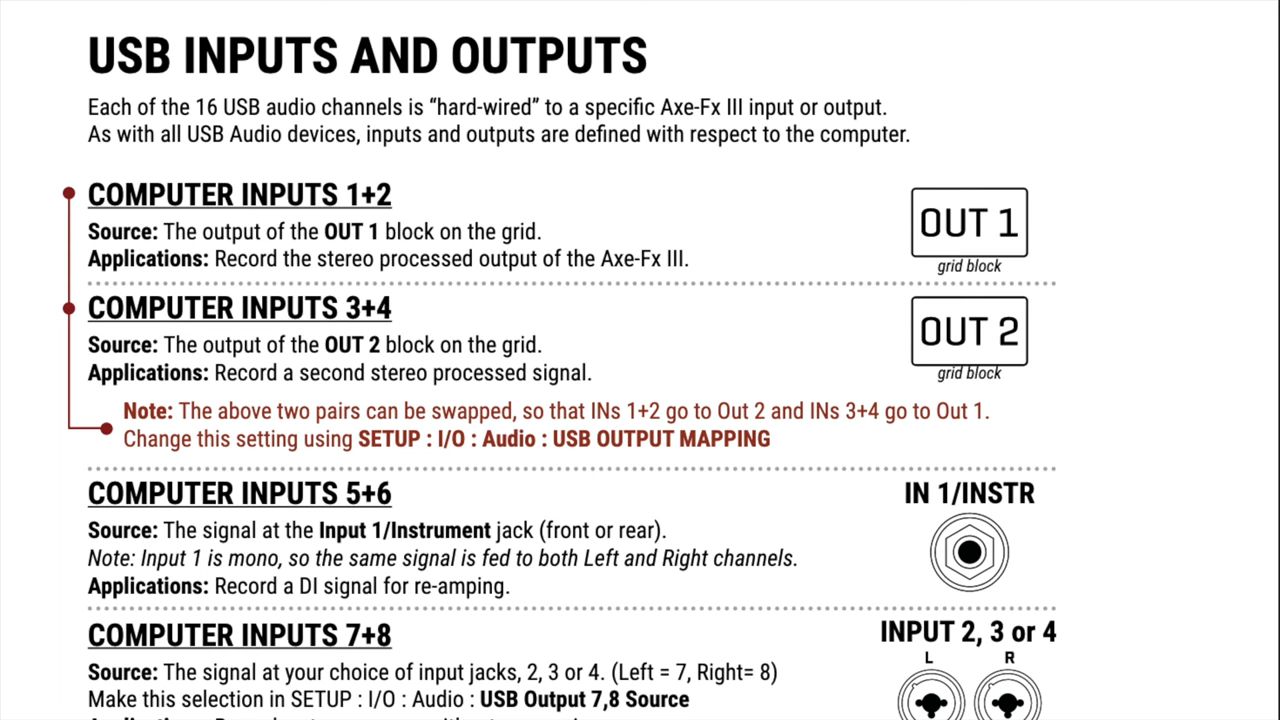 USB INPUTS AND OUTPUTS
Each of the 16 USB audio channels is “hard-wired” to a specific Axe-Fx III input or output.
As with all USB Audio devices, inputs and outputs are defined with respect to the computer.
COMPUTER INPUTS 1+2
Source: The output of the OUT 1 block on the grid.
Applications: Record the stereo processed output of the Axe-Fx III.
OUT 1
grid block
COMPUTER INPUTS 3+4
Source: The output of the OUT 2 block on the grid.
Applications: Record a second stereo processed signal.
OUT 2
grid block
Note: The above two pairs can be swapped, so that INs 1+2 go to Out 2 and INs 3+4 go to Out 1.
Change this setting using SETUP : I/O : Audio : USB OUTPUT MAPPING
COMPUTER INPUTS 5+6
Source: The signal at the Input 1/Instrument jack (front or rear).
Note: Input 1 is mono, so the same signal is fed to both Left and Right channels.
Applications: Record a DI signal for re-amping.
IN 1/INSTR
COMPUTER INPUTS 7+8
Source: The signal at your choice of input jacks, 2, 3 or 4. (Left = 7, Right= 8)
Make this selection in SETUP : I/O : Audio : USB Output 7,8 Source
INPUT 2, 3 or 4
L R